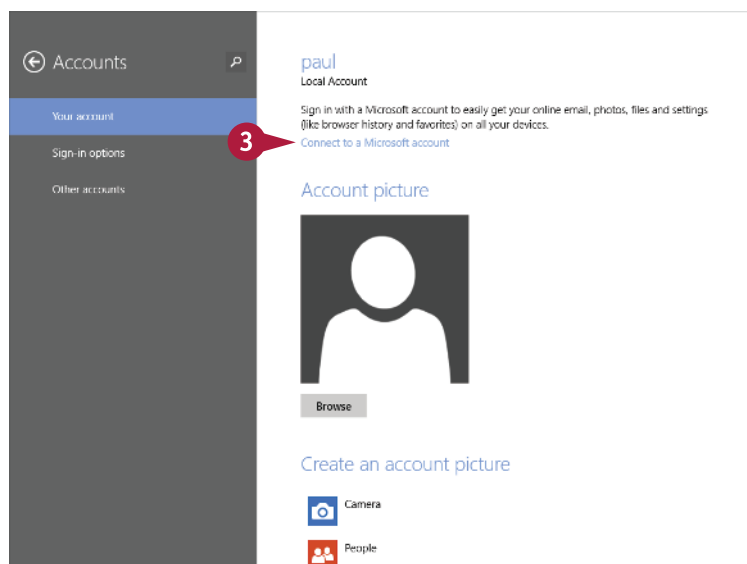 Accounts
Your account
Sign-in options
Other accounts
paul
Local Account
Sign in with a Microsoft account to easily get your online email, photos, files and settings
(like browser history and favorites) on all your devices.
3
Connect to a Microsoft account
Account picture
Browse
Create an account picture
Camera
People